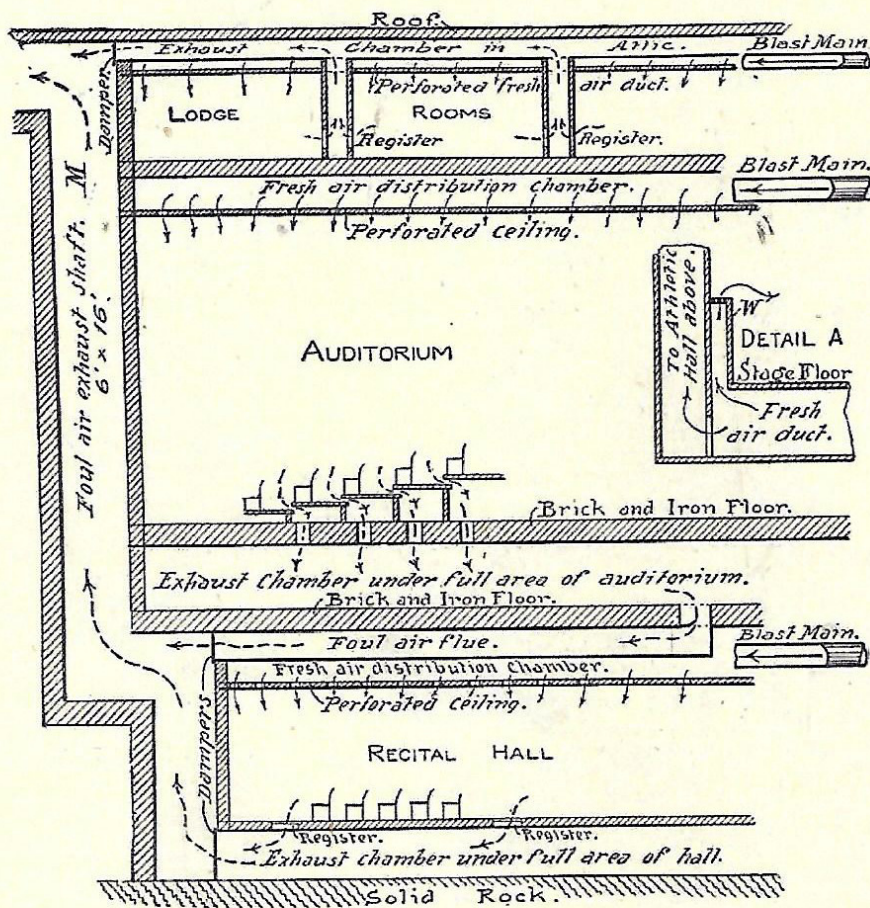 Roof.
Exhaust Chamber in Attic.
Blast Main.
Damper
Perforated fresh air duct.
LODGE ROOMS
Register
Register.
Blast Main.
Fresh air distribution chamber.
Perforated ceiling.
Foul air exhaust shaft. M
6' x 16'
To Athletic
Hall above.
W
DETAIL A
Stage Floor
Fresh
air duct.
AUDITORIUM
Brick and Iron Floor.
Exhaust Chamber under full area of auditorium.
Brick and Iron Floor.
Foul air flue.
Blast Main.
Fresh air distribution Chamber.
Perforated ceiling.
Dampers
RECITAL HALL
Register.
Register.
Exhaust chamber under full area of hall.
Solid Rock.